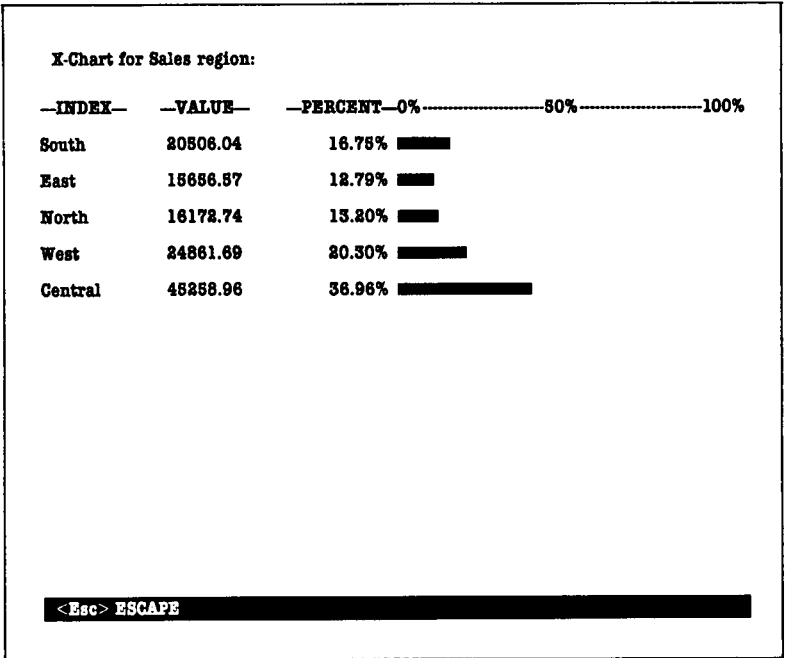 X-Chart for Sales region:
—INDEX— —VALUE— —PERCENT—0%------------------------50%------------------------100%
South 20506.04 16.75%
East 15656.57 12.79%
North 16172.74 13.20%
West 24861.69 20.30%
Central 45258.96 36.96%
<Esc> ESCAPE